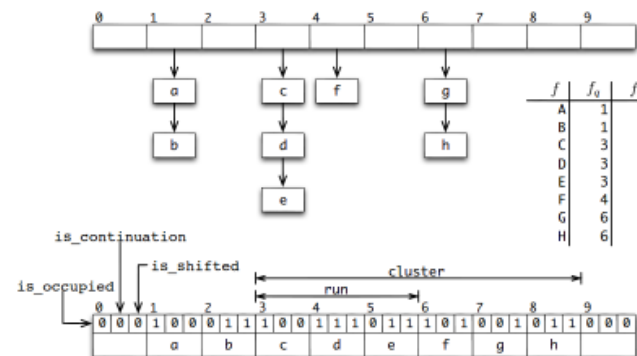 0 1 2 3 4 5 6 7 8 9
a c f g
b d h
e
f f_q f
A 1
B 1
C 3
D 3
E 3
F 4
G 6
H 6
is_continuation
is_shifted
is_occupied
cluster
run
0 1 2 3 4 5 6 7 8 9
0 0 0 1 0 0 0 1 1 1 0 0 1 1 1 0 1 1 1 0 1 0 0 1 0 1 1 0 0 0
a b c d e f g h